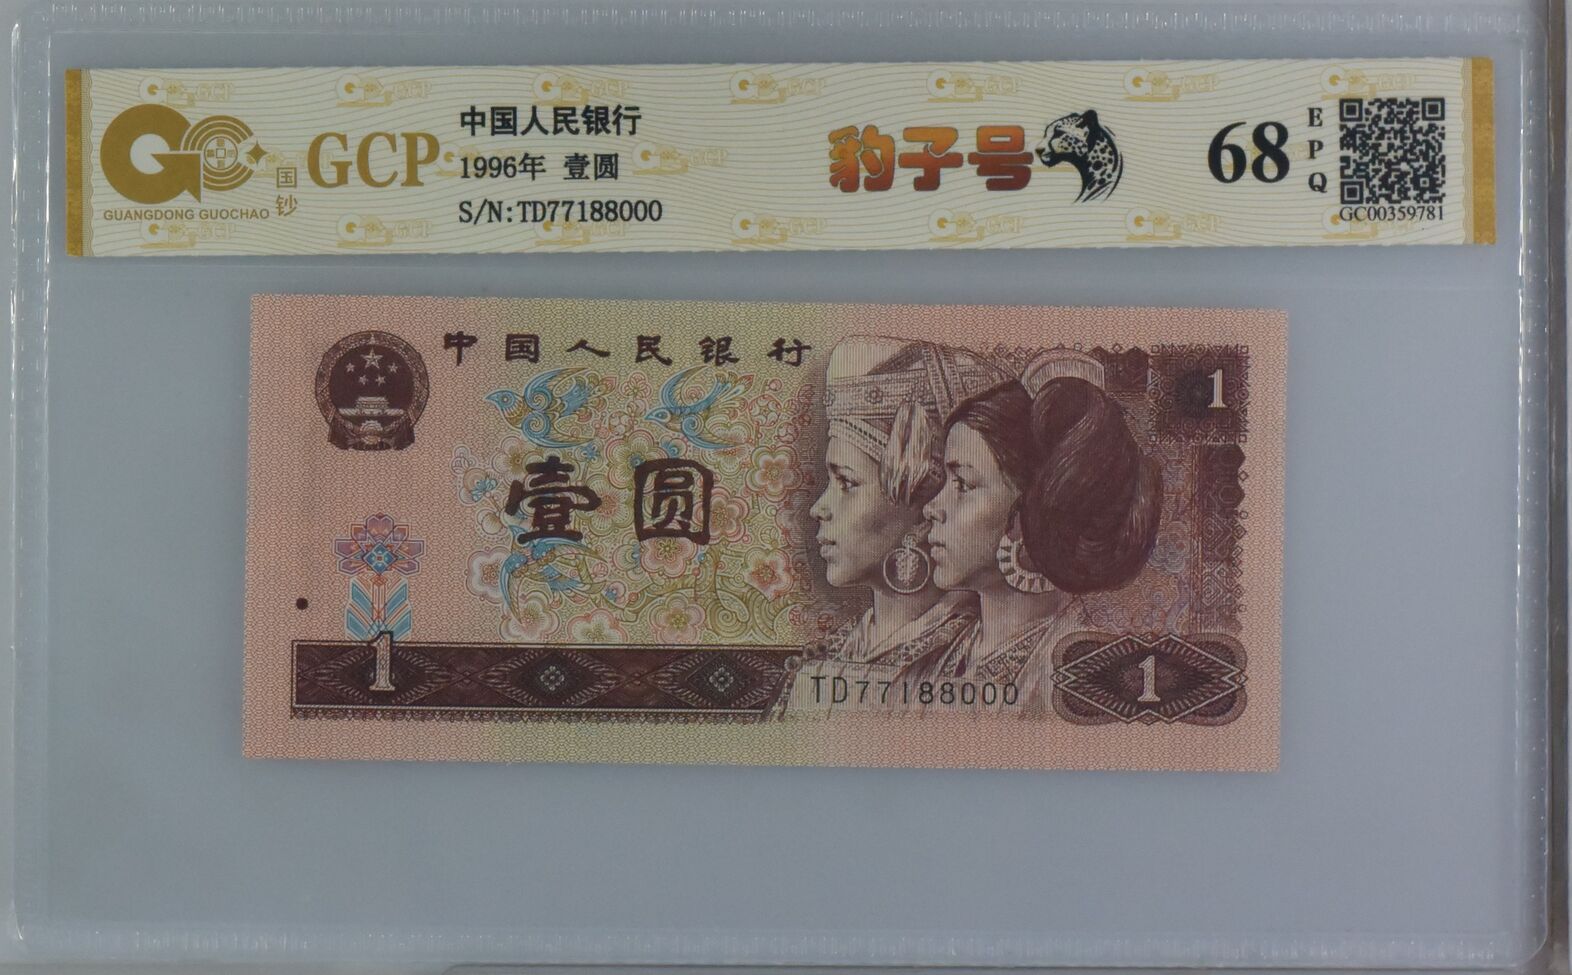 GUANGDONG GUOCHAO
国钞
GCP
中国人民银行
1996年 壹圆
S/N:TD77188000
豹子号
68
EPQ
GC00359781
中国人民银行
1
壹圆
1
TD77188000
1